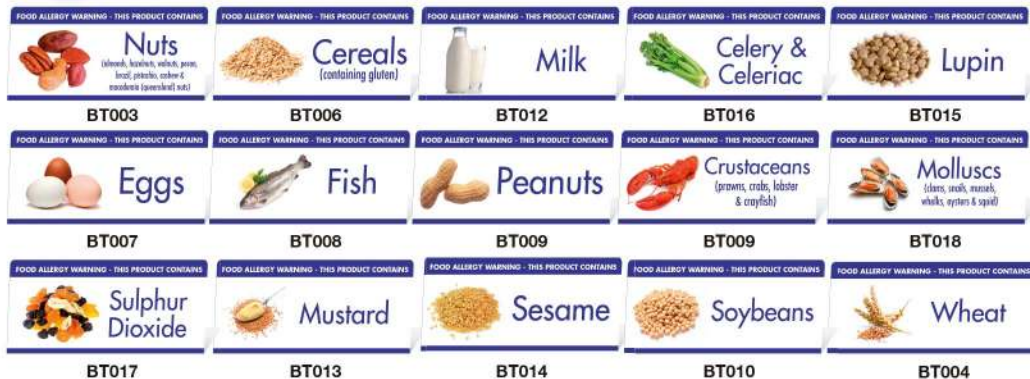 FOOD ALLERGY WARNING - THIS PRODUCT CONTAINS
Nuts
(almonds, hazelnuts, walnuts, pecan,
brazil, pistachio, cashew &
macadamia (queensland) nuts)
BT003
FOOD ALLERGY WARNING - THIS PRODUCT CONTAINS
Cereals
(containing gluten)
BT006
FOOD ALLERGY WARNING - THIS PRODUCT CONTAINS
Milk
BT012
FOOD ALLERGY WARNING - THIS PRODUCT CONTAINS
Celery &
Celeriac
BT016
FOOD ALLERGY WARNING - THIS PRODUCT CONTAINS
Lupin
BT015
FOOD ALLERGY WARNING - THIS PRODUCT CONTAINS
Eggs
BT007
FOOD ALLERGY WARNING - THIS PRODUCT CONTAINS
Fish
BT008
FOOD ALLERGY WARNING - THIS PRODUCT CONTAINS
Peanuts
BT009
FOOD ALLERGY WARNING - THIS PRODUCT CONTAINS
Crustaceans
(prawns, crabs, lobster
& crayfish)
BT009
FOOD ALLERGY WARNING - THIS PRODUCT CONTAINS
Molluscs
(clams, snails, mussels,
whelks, oysters & squid)
BT018
FOOD ALLERGY WARNING - THIS PRODUCT CONTAINS
Sulphur
Dioxide
BT017
FOOD ALLERGY WARNING - THIS PRODUCT CONTAINS
Mustard
BT013
FOOD ALLERGY WARNING - THIS PRODUCT CONTAINS
Sesame
BT014
FOOD ALLERGY WARNING - THIS PRODUCT CONTAINS
Soybeans
BT010
FOOD ALLERGY WARNING - THIS PRODUCT CONTAINS
Wheat
BT004